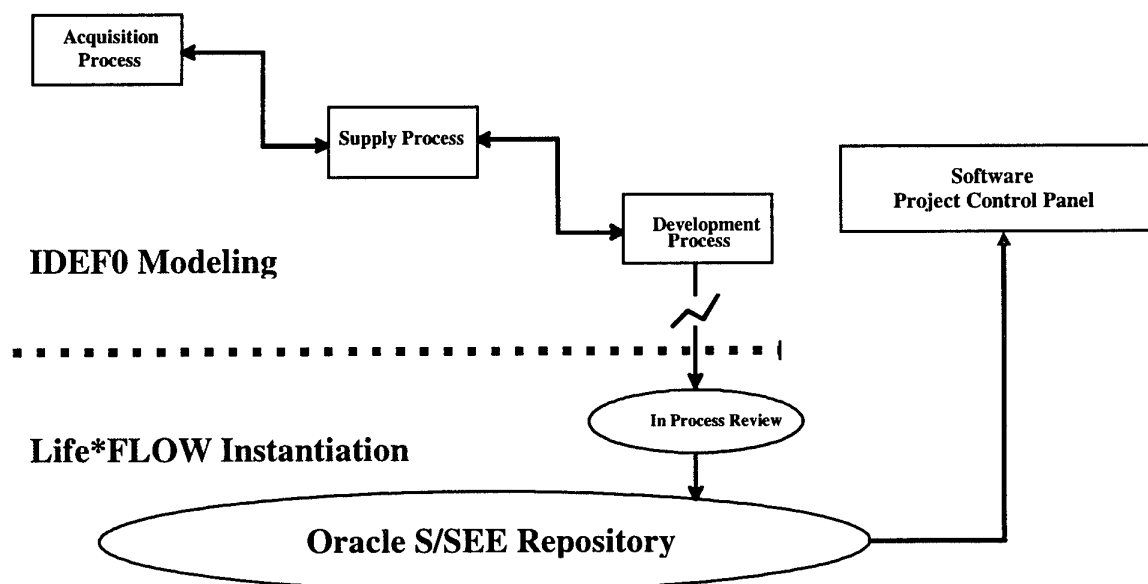 Acquisition
Process
Supply Process
Software
Project Control Panel
Development
Process
IDEF0 Modeling
In Process Review
Life*FLOW Instantiation
Oracle S/SEE Repository